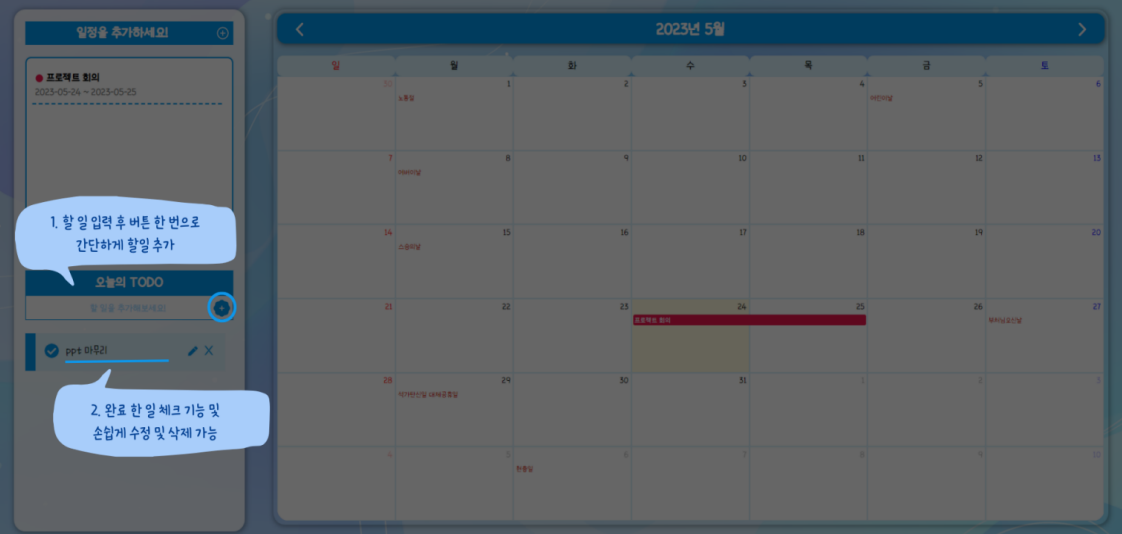 일정을 추가하세요!
프로젝트 회의
2023-05-24 ~ 2023-05-25
1. 할 일 입력 후 버튼 한 번으로
간단하게 할일 추가
오늘의 TODO
할 일을 추가해보세요!
ppt 마무리
2. 완료 한 일 체크 기능 및
손쉽게 수정 및 삭제 가능
2023년 5월
일 월 화 수 목 금 토
30 1 2 3 4 5 6
노동절 어린이날
7 8 9 10 11 12 13
어버이날
14 15 16 17 18 19 20
스승의날
21 22 23 24 25 26 27
프로젝트 회의 부처님오신날
28 29 30 31 1 2 3
석가탄신일 대체공휴일
4 5 6 7 8 9 10
현충일